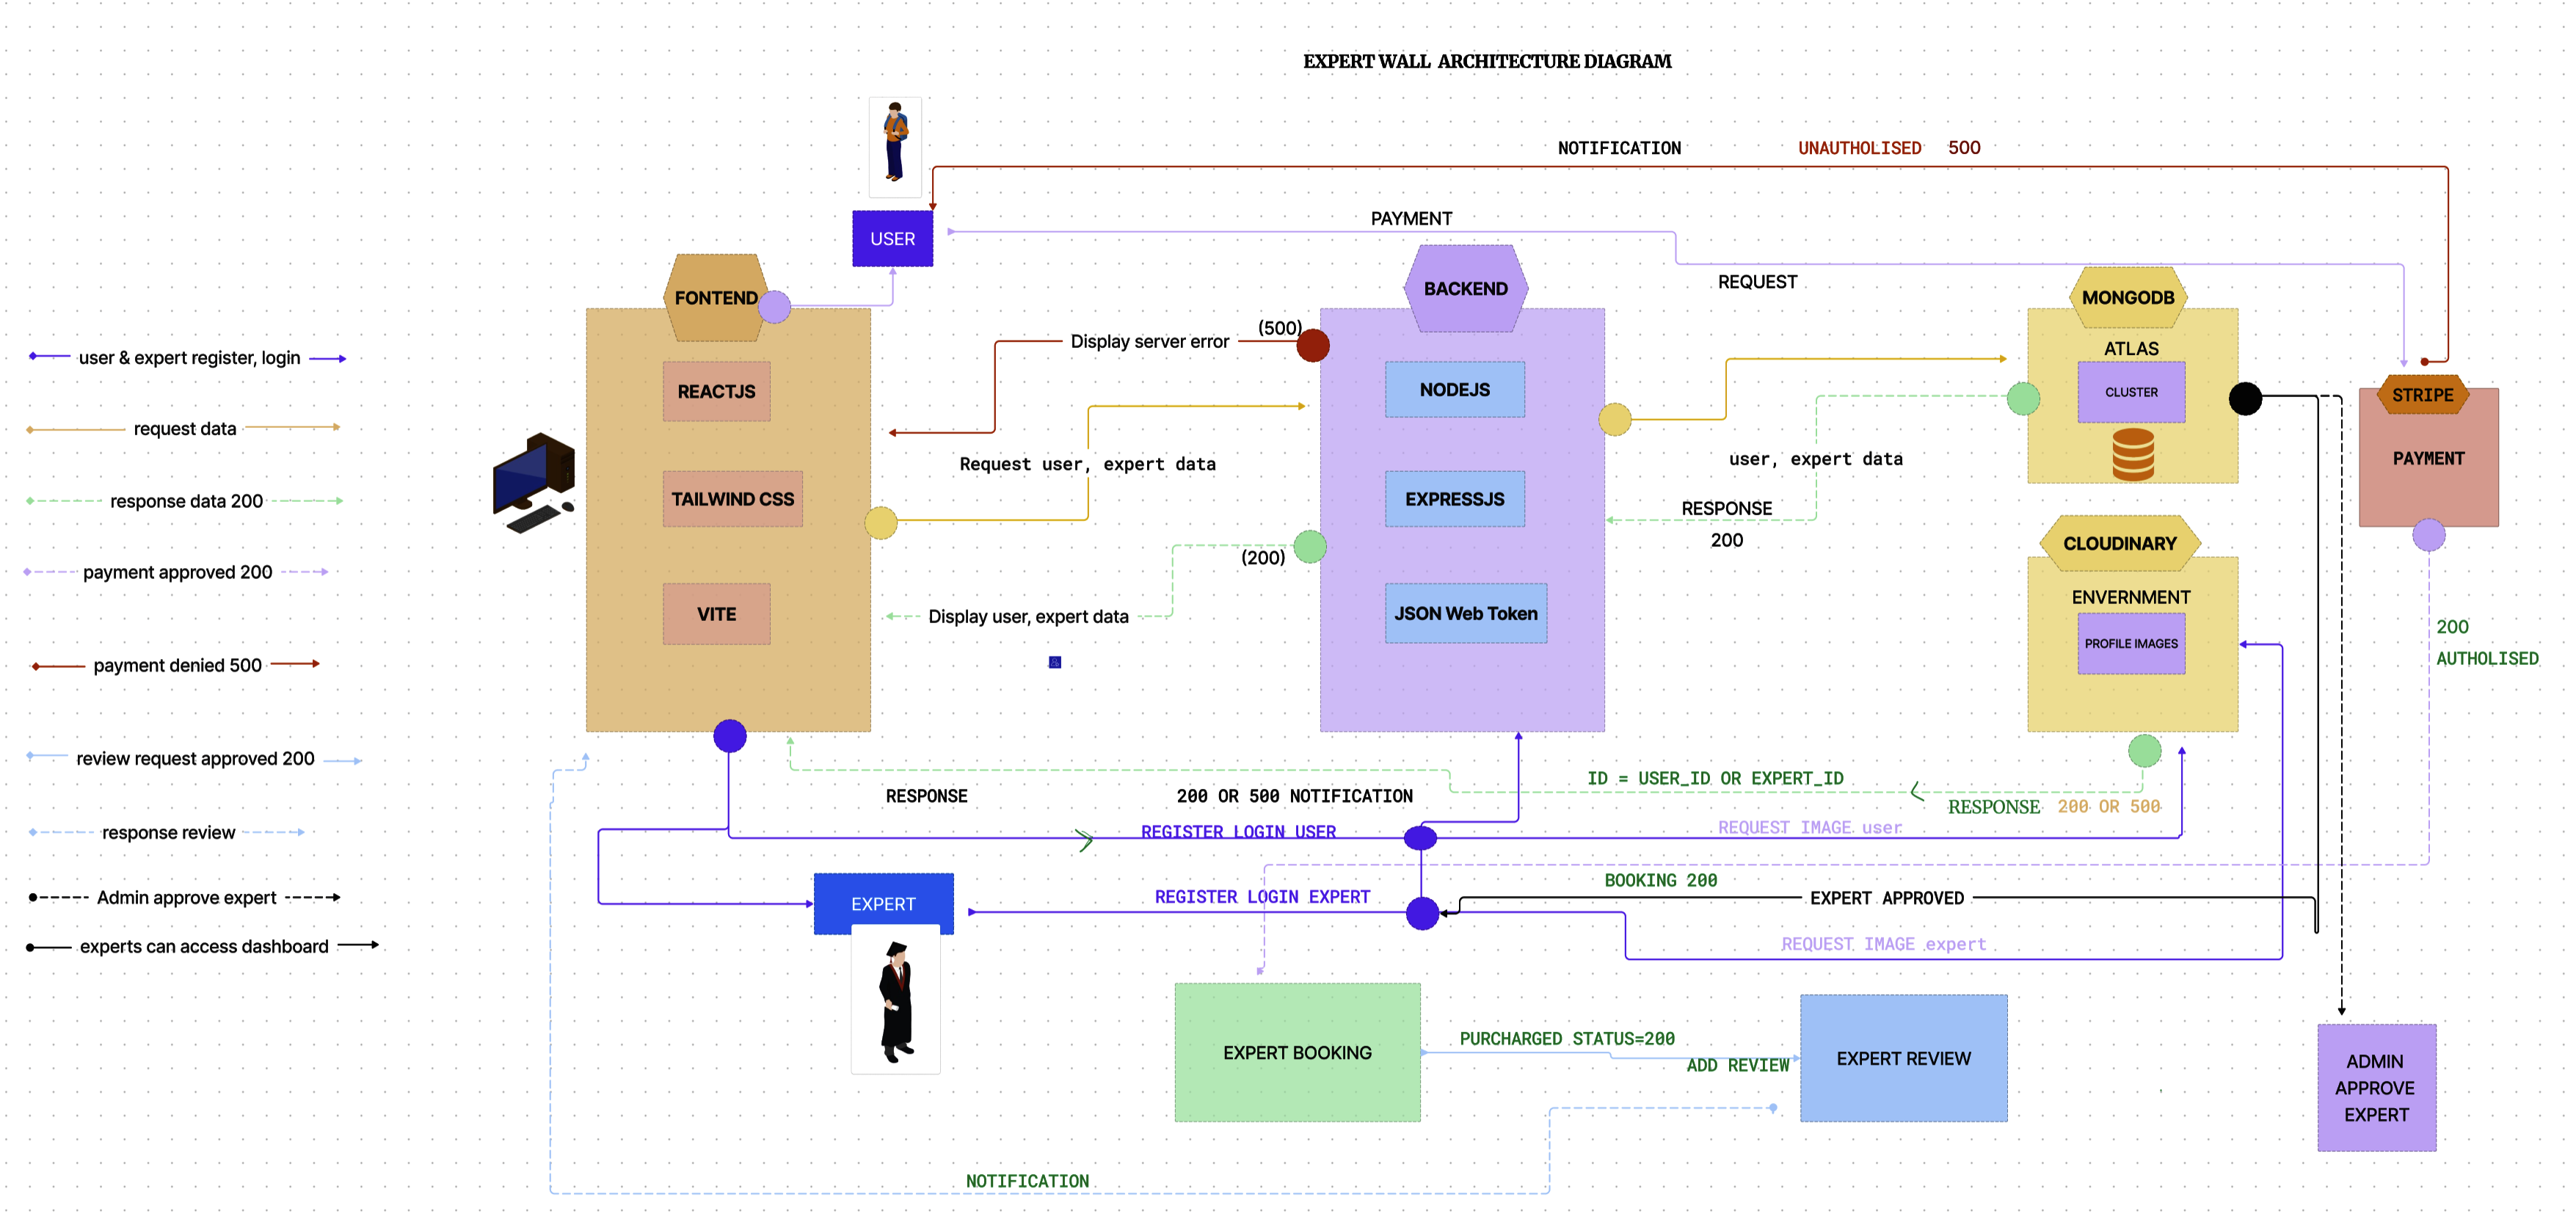 EXPERT WALL ARCHITECTURE DIAGRAM
NOTIFICATION UNAUTHOLISED 500
USER
PAYMENT
REQUEST
FONTEND
BACKEND
MONGODB
(500)
Display server error
ATLAS
user & expert register, login
REACTJS
NODEJS
CLUSTER
STRIPE
request data
Request user, expert data
user, expert data
PAYMENT
response data 200
TAILWIND CSS
EXPRESSJS
RESPONSE
200
CLOUDINARY
(200)
payment approved 200
ENVERNMENT
VITE
Display user, expert data
JSON Web Token
PROFILE IMAGES
200
AUTHOLISED
payment denied 500
review request approved 200
ID = USER_ID OR EXPERT_ID
RESPONSE 200 OR 500
RESPONSE
200 OR 500 NOTIFICATION
response review
REGISTER LOGIN USER
REQUEST IMAGE user
BOOKING 200
Admin approve expert
EXPERT
REGISTER LOGIN EXPERT
EXPERT APPROVED
experts can access dashboard
REQUEST IMAGE expert
EXPERT BOOKING
PURCHARGED STATUS=200
ADD REVIEW
EXPERT REVIEW
ADMIN
APPROVE
EXPERT
NOTIFICATION